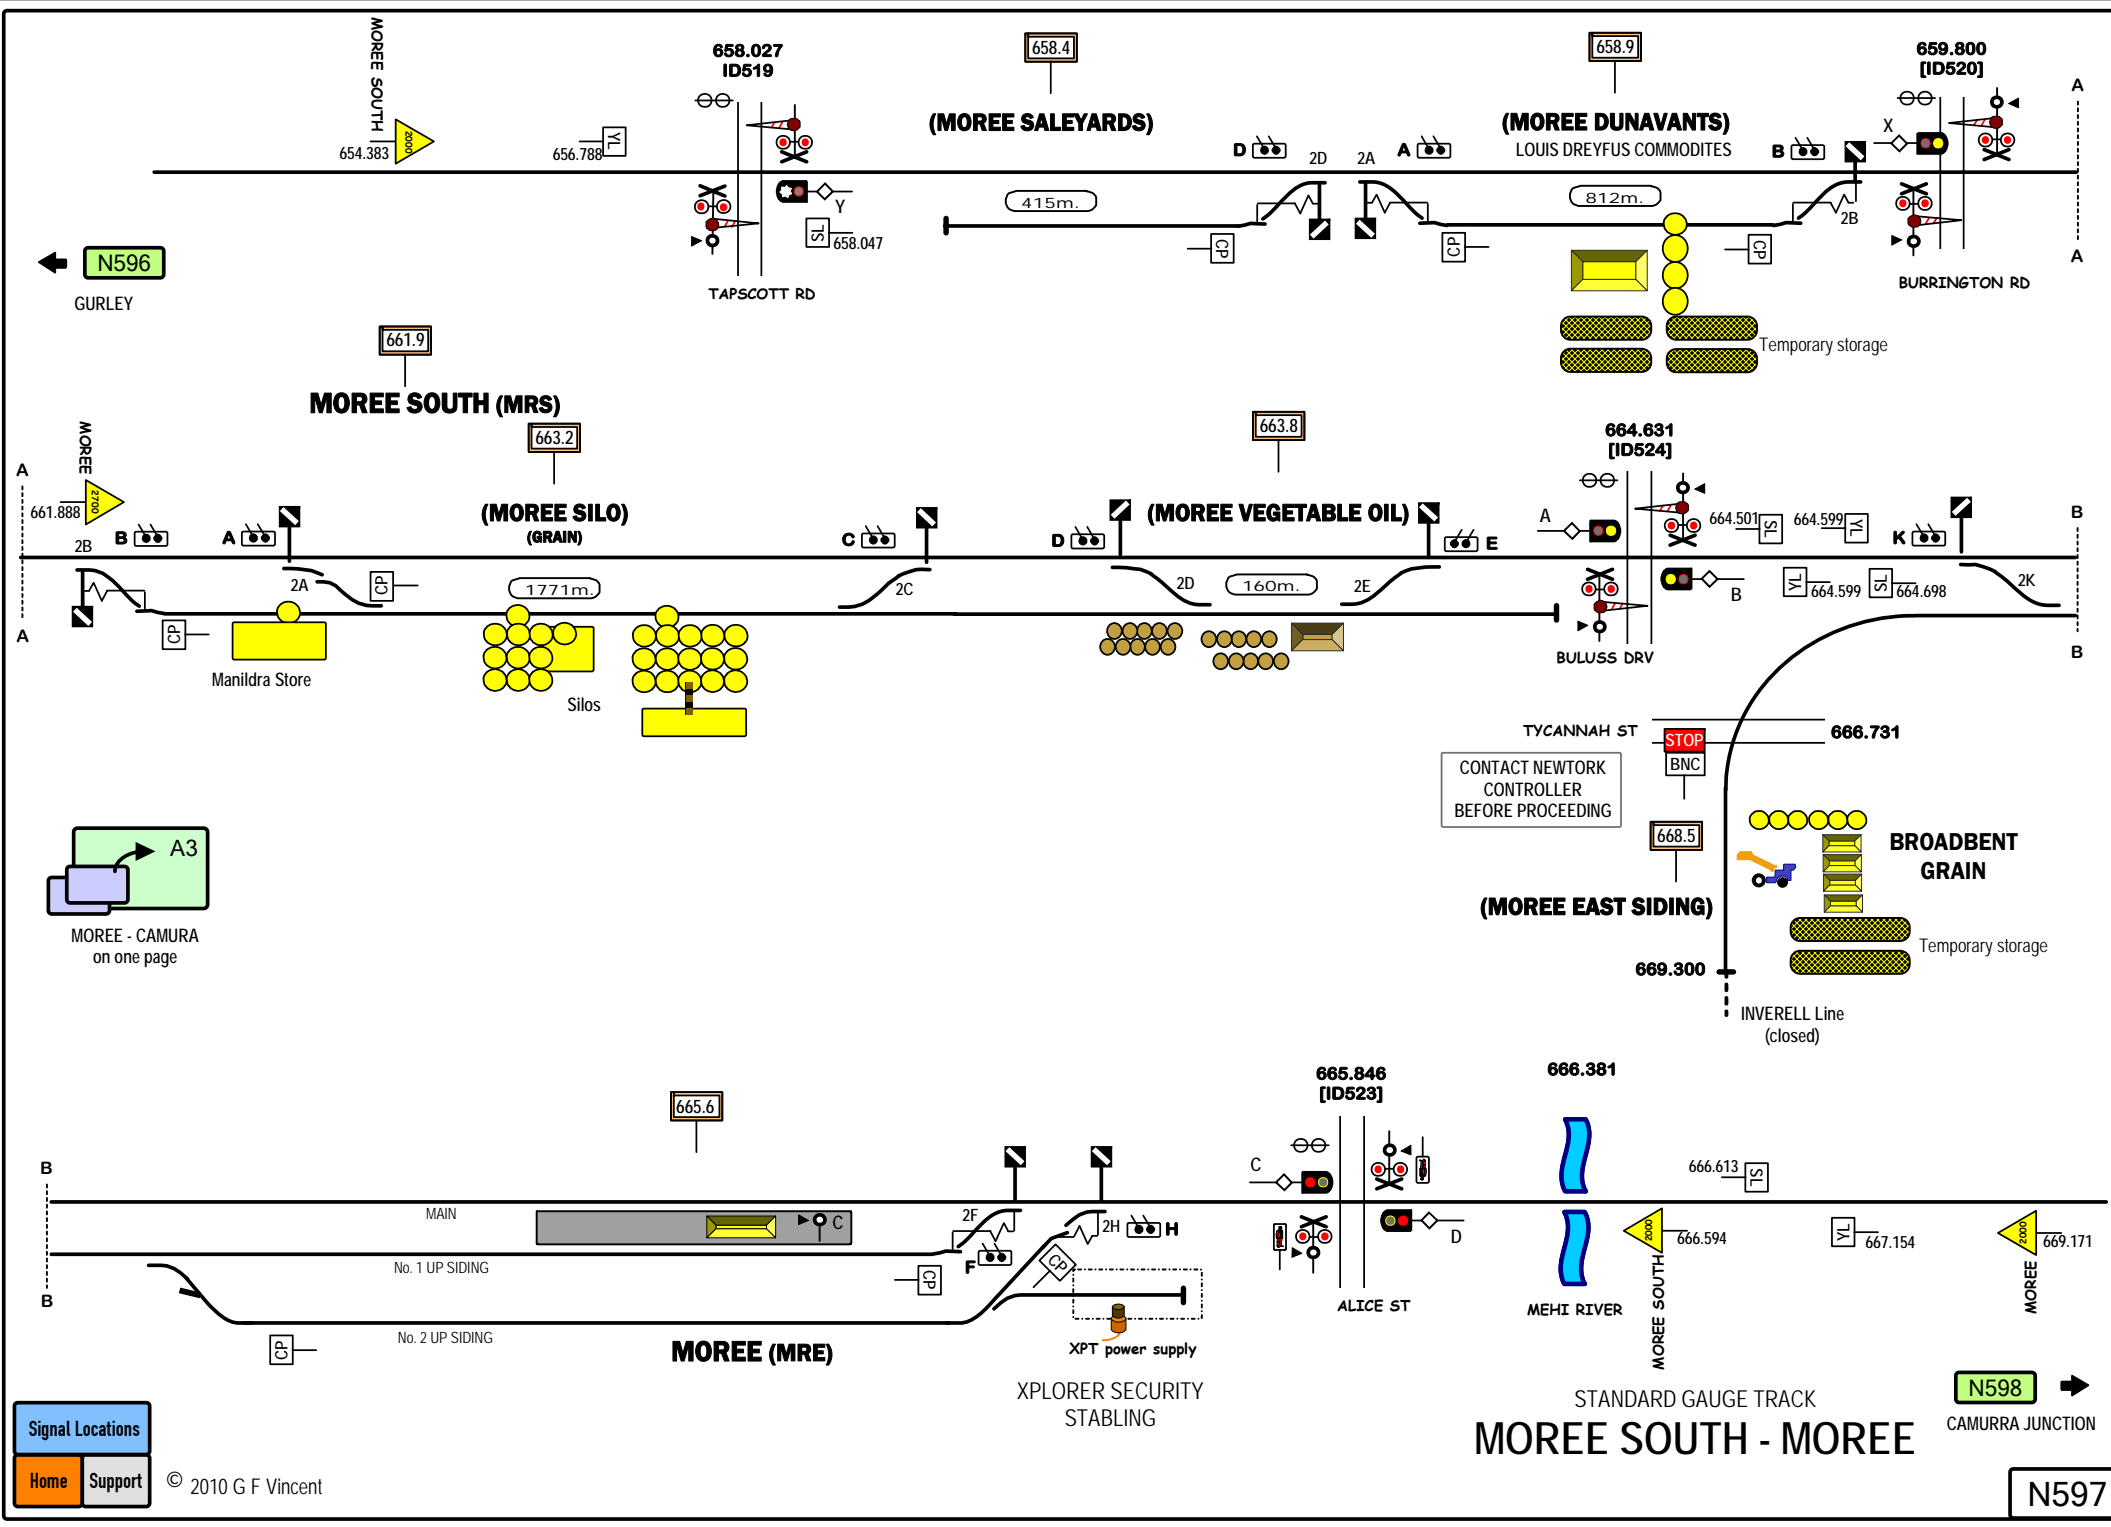 MOREE SOUTH
2000
654.383
656.788
YL
658.027
ID519
658.4
(MOREE SALEYARDS)
658.9
(MOREE DUNAVANTS)
LOUIS DREYFUS COMMODITES
659.800
[ID520]
A
X
D
2D
2A
A
B
2B
Y
SL
658.047
415m.
812m.
CP
CP
CP
A
N596
GURLEY
TAPSCOTT RD
BURRINGTON RD
Temporary storage
661.9
MOREE SOUTH (MRS)
663.2
663.8
664.631
[ID524]
MOREE
2700
661.888
A
(MOREE SILO)
(GRAIN)
(MOREE VEGETABLE OIL)
A
664.501
SL
664.599
YL
B
B
A
C
D
E
K
2B
2A
CP
1771m.
2C
2D
160m.
2E
B
YL
664.599
SL
664.698
2K
A
CP
B
Manildra Store
Silos
BULUSS DRV
TYCANNAH ST
666.731
STOP
BNC
CONTACT NEWTORK
CONTROLLER
BEFORE PROCEEDING
668.5
BROADBENT
GRAIN
A3
MOREE - CAMURA
on one page
(MOREE EAST SIDING)
Temporary storage
669.300
INVERELL Line
(closed)
665.6
665.846
[ID523]
666.381
B
C
666.613
SL
MAIN
C
2F
2H
H
D
2000
666.594
YL
667.154
2000
669.171
No. 1 UP SIDING
F
CP
CP
B
MOREE SOUTH
MOREE
ALICE ST
MEHI RIVER
No. 2 UP SIDING
CP
MOREE (MRE)
XPT power supply
XPLORER SECURITY
STABLING
STANDARD GAUGE TRACK
MOREE SOUTH - MOREE
N598
CAMURRA JUNCTION
Signal Locations
Home
Support
© 2010 G F Vincent
N597